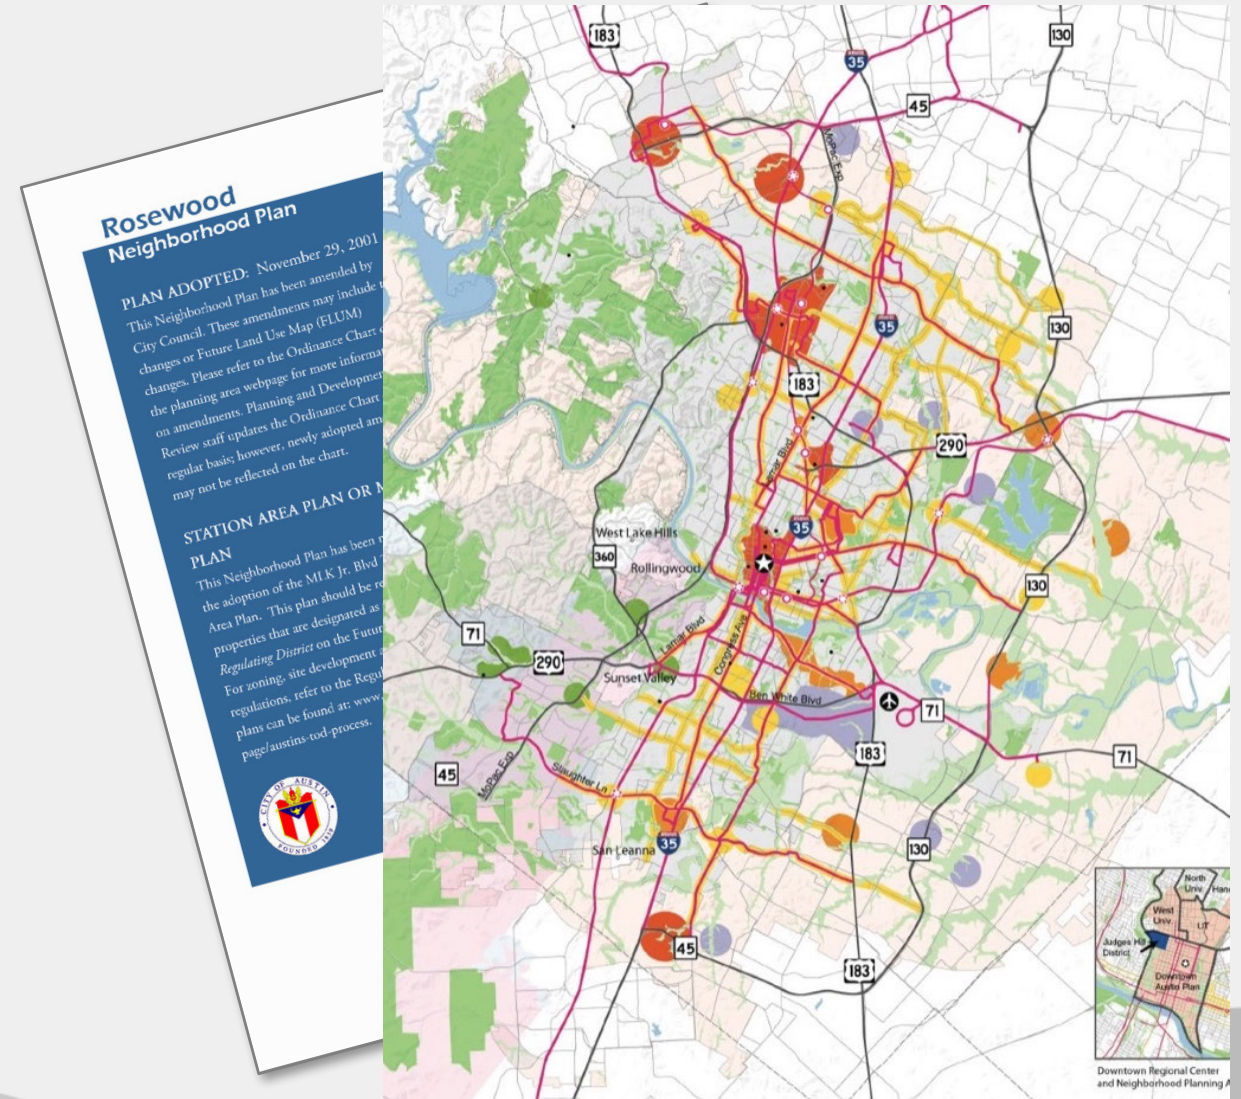 Rosewood
Neighborhood Plan
PLAN ADOPTED: November 29, 2001
This Neighborhood Plan has been amended by
City Council. These amendments may include
changes or Future Land Use Map (FLUM)
changes. Please refer to the Ordinance Chart
the planning area webpage for more
on amendments. Planning and
Review staff updates the Ordinance Chart
regular basis; however, newly adopted
may not be reflected on the chart.
STATION AREA PLAN OR
PLAN
This Neighborhood Plan has been
the adoption of the MLK Jr. Blvd
Area Plan. This plan should be
properties that are designated as
Regulating District on the
For zoning, site development
regulations, refer to the
plans can be found at:
page/austins-tod-process.
CITY OF AUSTIN
FOUNDED 1839
183
35
130
45
MoPac Exp
130
35
183
290
Lamar Blvd
35
West Lake Hills
360
Rollingwood
130
71
290
Lamar Blvd
Congress Ave
Sunset Valley
Ben White Blvd
71
183
71
45
MoPac Exp
Slaughter Ln
San Leanna
35
130
45
183
North
Univ.
West
Univ.
UT
Judges Hill
District
Downtown
Austin Plan
Downtown Regional Center
and Neighborhood Planning